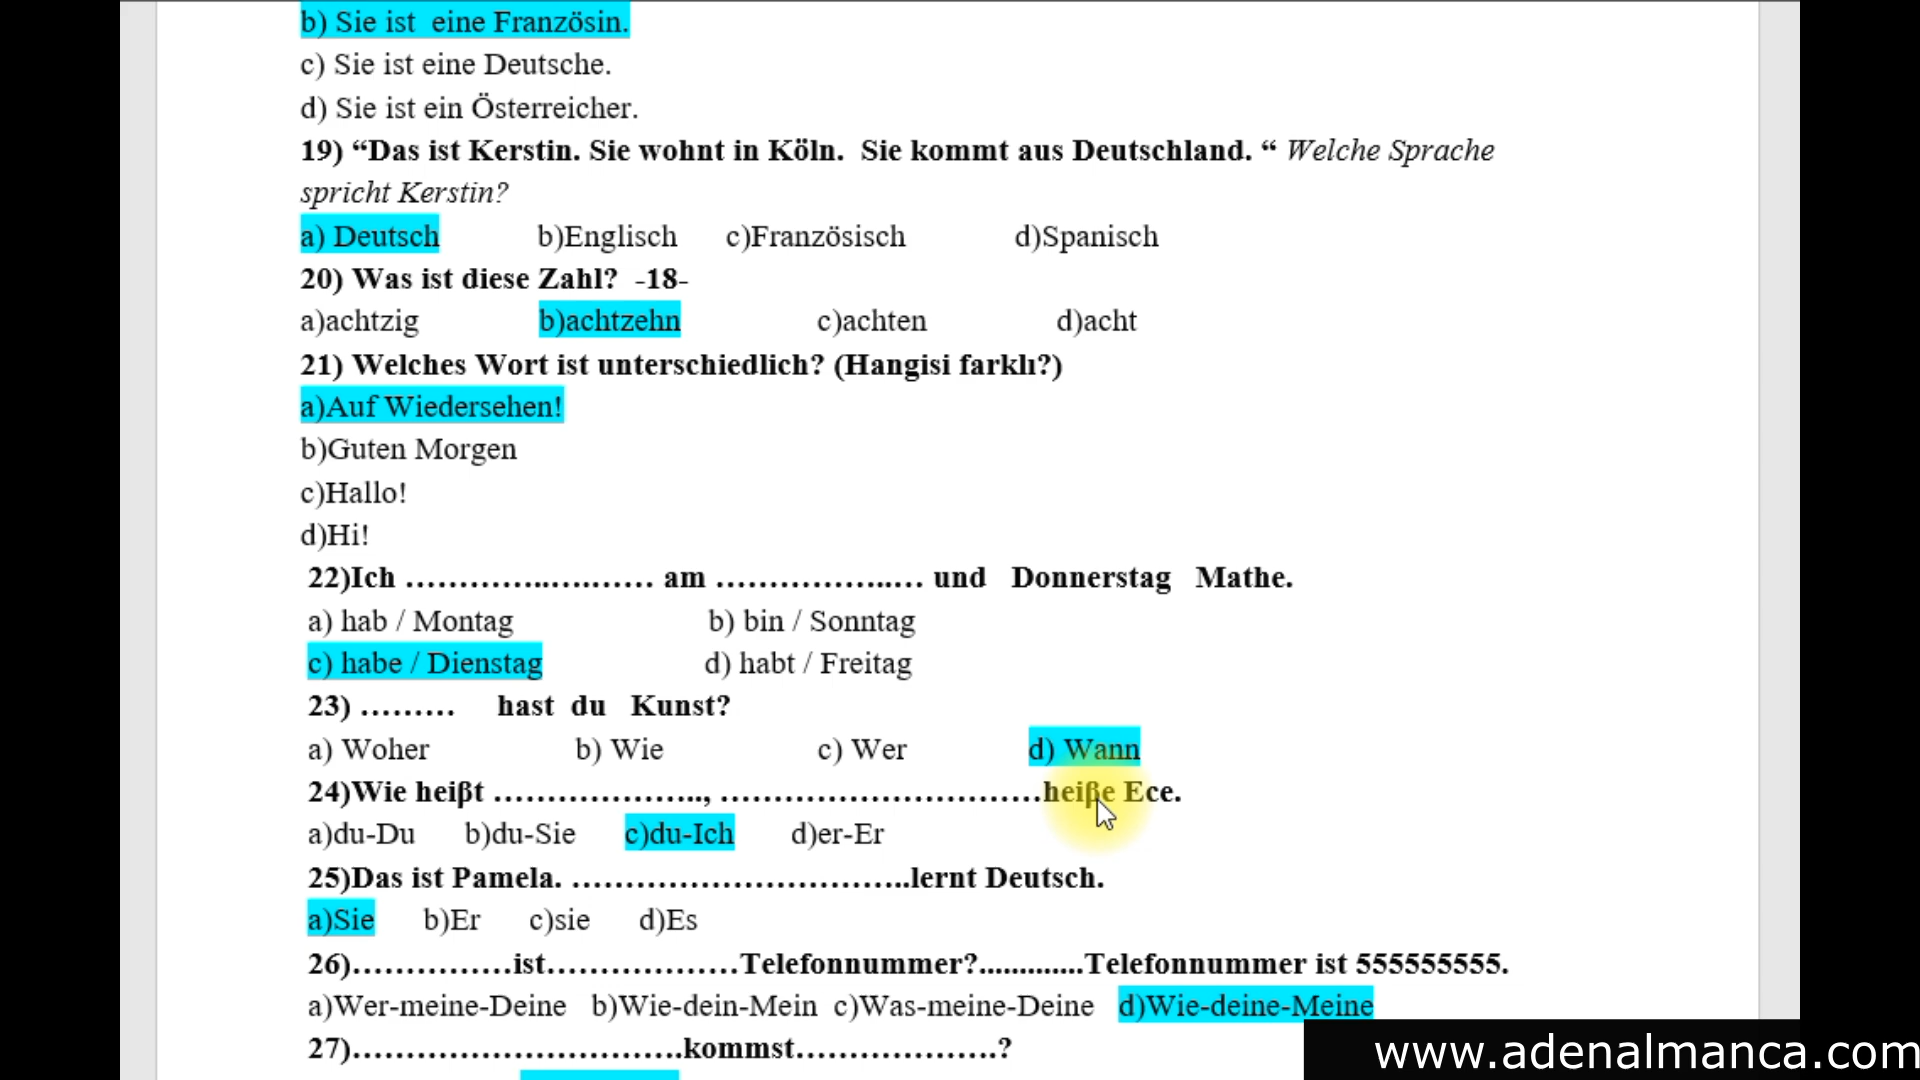 b) Sie ist eine Französin.
c) Sie ist eine Deutsche.
d) Sie ist ein Österreicher.
19) “Das ist Kerstin. Sie wohnt in Köln. Sie kommt aus Deutschland. “ Welche Sprache
spricht Kerstin?
a) Deutsch b)Englisch c)Französisch d)Spanisch
20) Was ist diese Zahl? -18-
a)achtzig b)achtzehn c)achten d)acht
21) Welches Wort ist unterschiedlich? (Hangisi farklı?)
a)Auf Wiedersehen!
b)Guten Morgen
c)Hallo!
d)Hi!
22)Ich …………..….…… am ……………..… und Donnerstag Mathe.
a) hab / Montag b) bin / Sonntag
c) habe / Dienstag d) habt / Freitag
23) ……… hast du Kunst?
a) Woher b) Wie c) Wer d) Wann
24)Wie heiβt ………………..., …………………………heiβe Ece.
a)du-Du b)du-Sie c)du-Ich d)er-Er
25)Das ist Pamela. …………………………..lernt Deutsch.
a)Sie b)Er c)sie d)Es
26)……………ist………………Telefonnummer?.............Telefonnummer ist 555555555.
a)Wer-meine-Deine b)Wie-dein-Mein c)Was-meine-Deine d)Wie-deine-Meine
27)………………………….kommst……………….?
www.adenalmanca.com